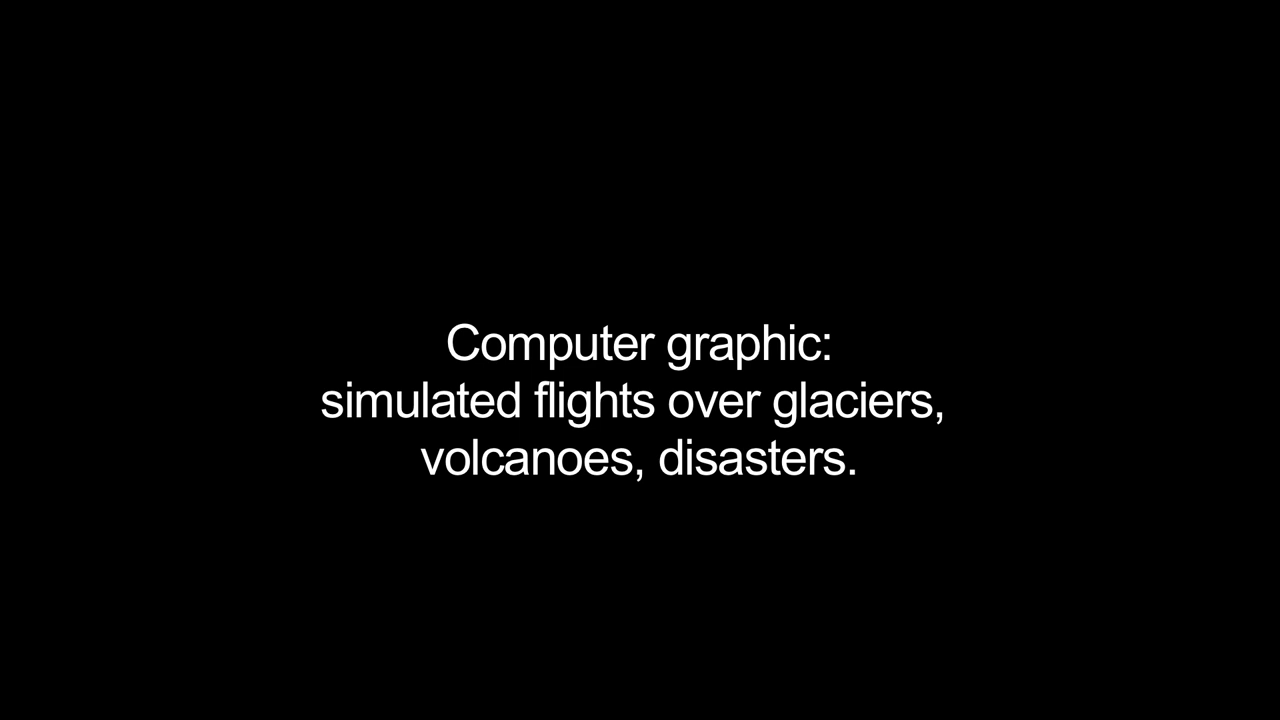 Computer graphic:
simulated flights over glaciers,
volcanoes, disasters.